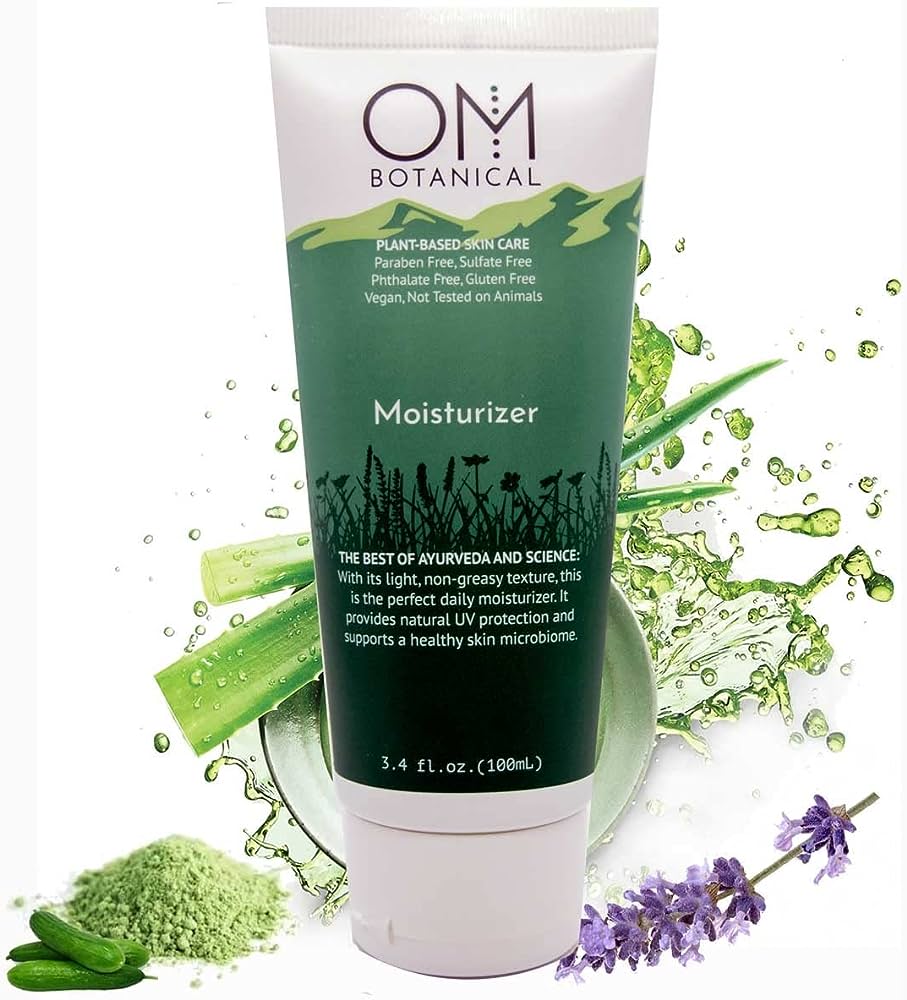 OM
BOTANICAL
PLANT-BASED SKIN CARE
Paraben Free, Sulfate Free
Phthalate Free, Gluten Free
Vegan, Not Tested on Animals
Moisturizer
THE BEST OF AYURVEDA AND SCIENCE:
With its light, non-greasy texture, this
is the perfect daily moisturizer. It
provides natural UV protection and
supports a healthy skin microbiome.
3.4 fl.oz.(100mL)